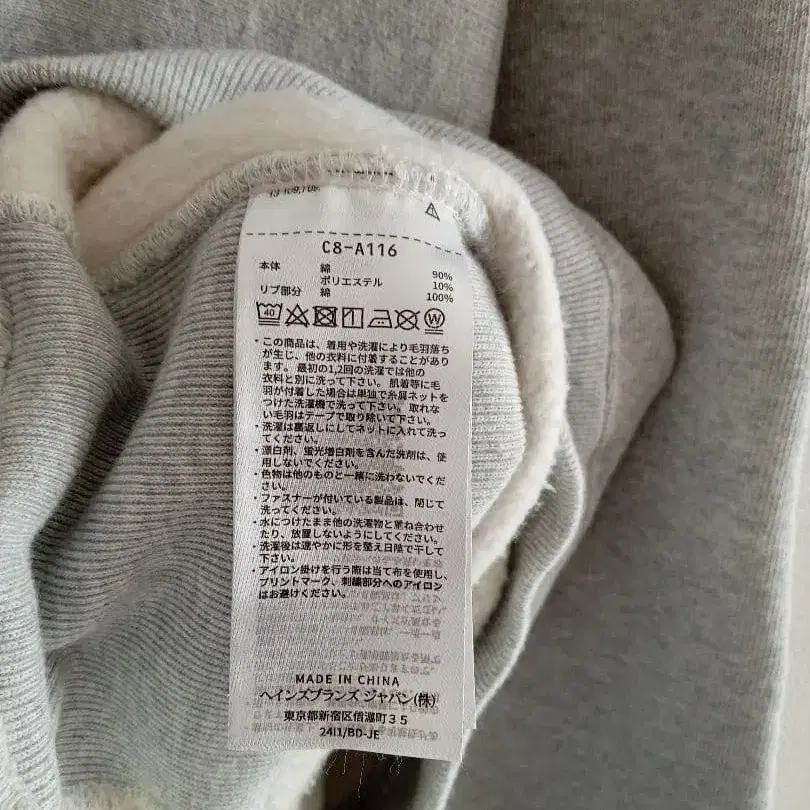 C8-A116
本体 綿 90%
ポリエステル 10%
リブ部分 綿 100%
40 W
・この商品は、着用や洗濯により毛羽落ち
が生じ、他の衣料に付着することがあり
ます。最初の1,2回の洗濯では他の
衣料と別に洗って下さい。肌着等に毛
羽が付着した場合は単独で糸屑ネットを
つけた洗濯機で洗って下さい。取れな
い毛羽はテープで取り除いて下さい。
・洗濯は裏返しにしてネットに入れて洗っ
てください。
・漂白剤、蛍光増白剤を含んだ洗剤は、使
用しないでください。
・色物は他のものと一緒に洗わないでくだ
さい。
・ファスナーが付いている製品は、閉じて
洗ってください。
・水につけたまま他の洗濯物と重ね合わせ
たり、放置しないようにしてください。
・洗濯後は速やかに形を整え日陰で干して
下さい。
・アイロン掛けを行う際は当て布を使用し、
プリントマーク、刺繍部分へのアイロン
はお避けください。
MADE IN CHINA
ヘインズブランズ ジャパン(株)
東京都新宿区信濃町35
24I1/BD-JE